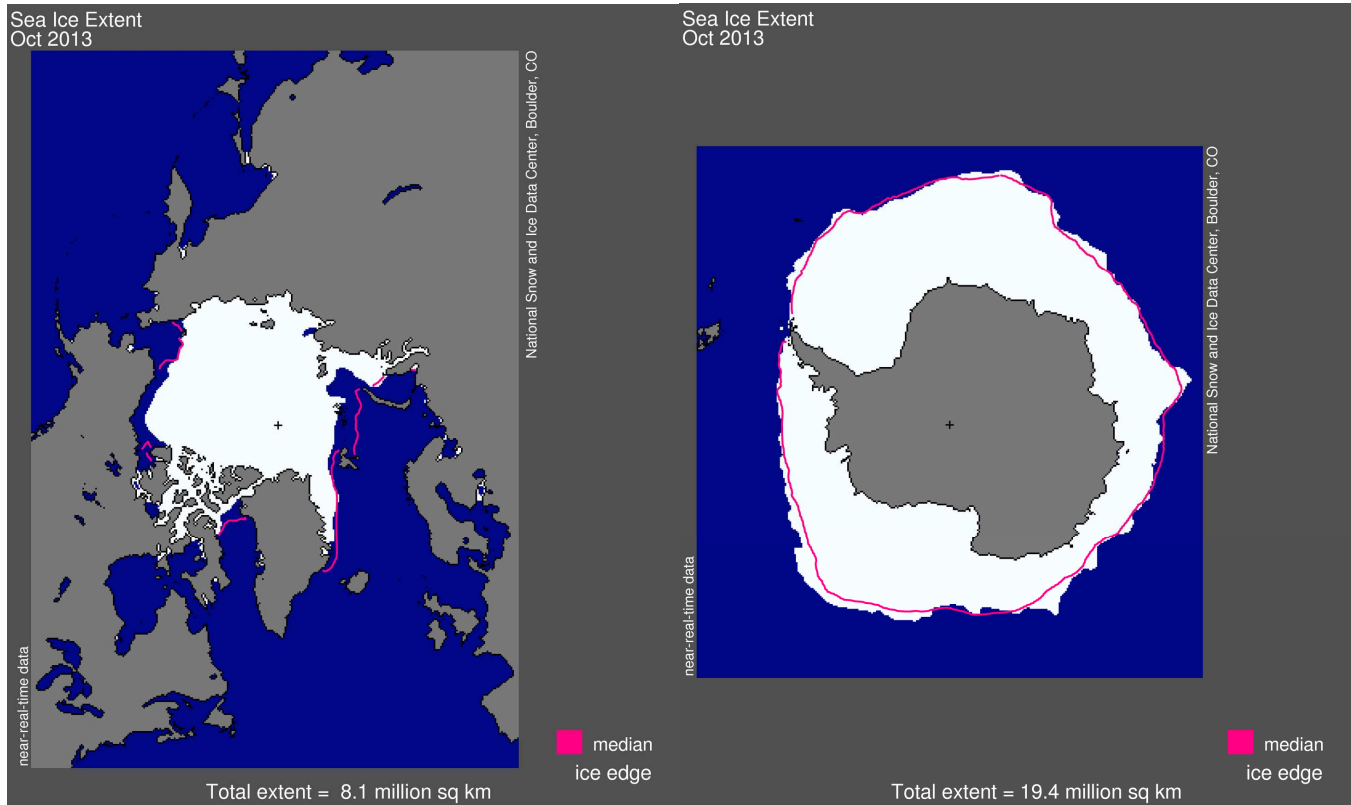 Sea Ice Extent
Oct 2013
National Snow and Ice Data Center, Boulder, CO
near-real-time data
median
ice edge
Total extent = 8.1 million sq km
Sea Ice Extent
Oct 2013
National Snow and Ice Data Center, Boulder, CO
near-real-time data
median
ice edge
Total extent = 19.4 million sq km